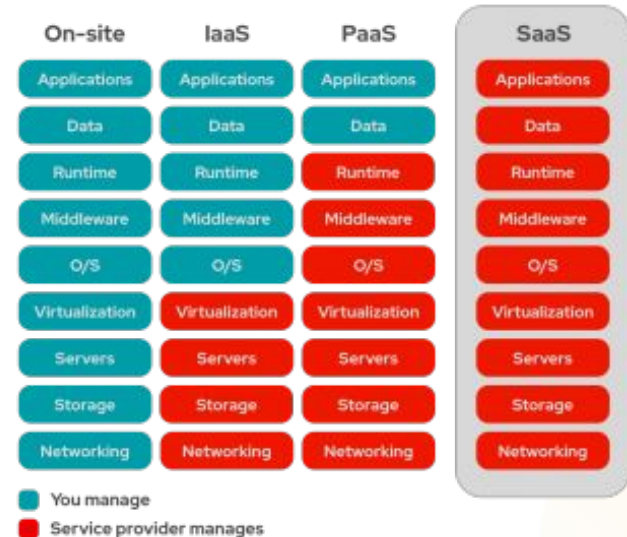 On-site IaaS PaaS SaaS
Applications Applications Applications Applications
Data Data Data Data
Runtime Runtime Runtime Runtime
Middleware Middleware Middleware Middleware
O/S O/S O/S O/S
Virtualization Virtualization Virtualization Virtualization
Servers Servers Servers Servers
Storage Storage Storage Storage
Networking Networking Networking Networking
You manage
Service provider manages